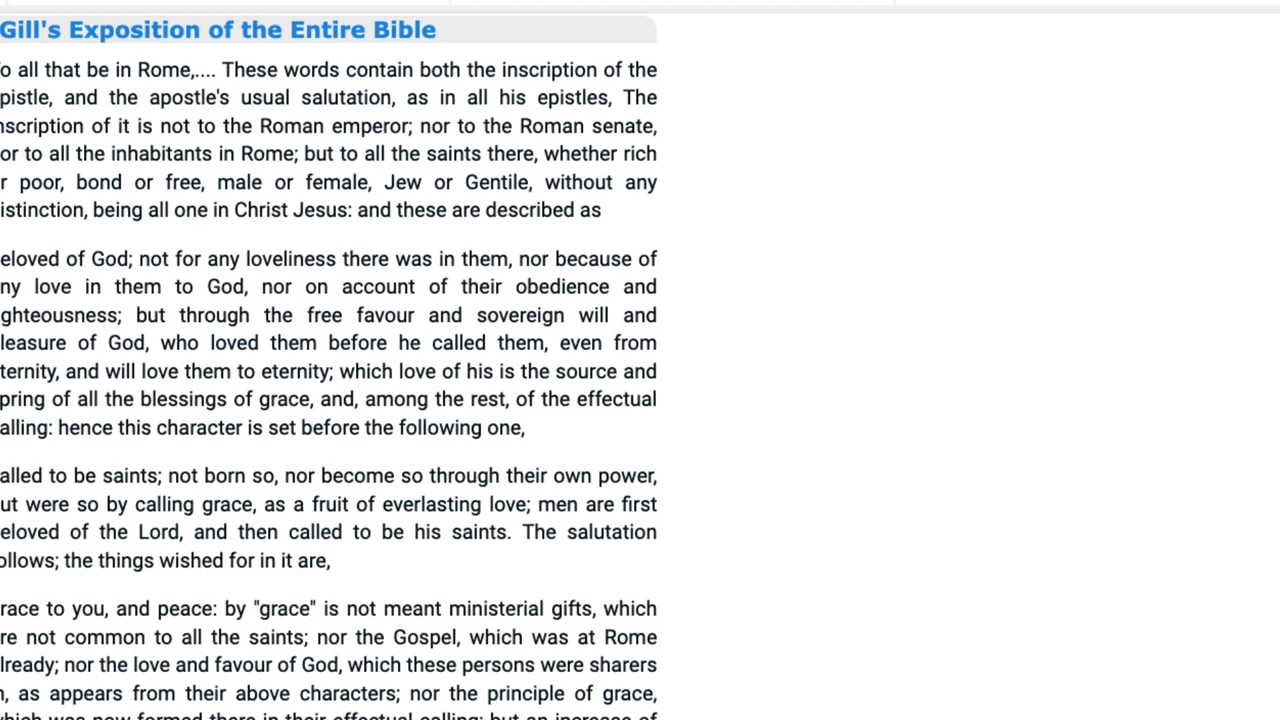 Gill's Exposition of the Entire Bible
o all that be in Rome,.... These words contain both the inscription of the
pistle, and the apostle's usual salutation, as in all his epistles, The
nscription of it is not to the Roman emperor; nor to the Roman senate,
or to all the inhabitants in Rome; but to all the saints there, whether rich
r poor, bond or free, male or female, Jew or Gentile, without any
istinction, being all one in Christ Jesus: and these are described as
eloved of God; not for any loveliness there was in them, nor because of
ny love in them to God, nor on account of their obedience and
ghteousness; but through the free favour and sovereign will and
leasure of God, who loved them before he called them, even from
ternity, and will love them to eternity; which love of his is the source and
pring of all the blessings of grace, and, among the rest, of the effectual
alling: hence this character is set before the following one,
alled to be saints; not born so, nor become so through their own power,
ut were so by calling grace, as a fruit of everlasting love; men are first
eloved of the Lord, and then called to be his saints. The salutation
ollows; the things wished for in it are,
race to you, and peace: by "grace" is not meant ministerial gifts, which
re not common to all the saints; nor the Gospel, which was at Rome
lready; nor the love and favour of God, which these persons were sharers
n, as appears from their above characters; nor the principle of grace,
hich was now formed there in their effectual calling; but an increase of